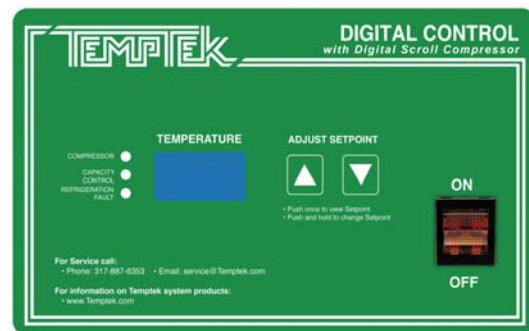 TEMPTEK
DIGITAL CONTROL
with Digital Scroll Compressor
TEMPERATURE
ADJUST SETPOINT
COMPRESSOR
CAPACITY
CONTROL
REFRIGERATION
FAULT
• Push once to view Setpoint
• Push and hold to change Setpoint
ON
OFF
For Service call:
• Phone: 317-887-6353 • Email: service@Temptek.com
For information on Temptek system products:
• www.Temptek.com